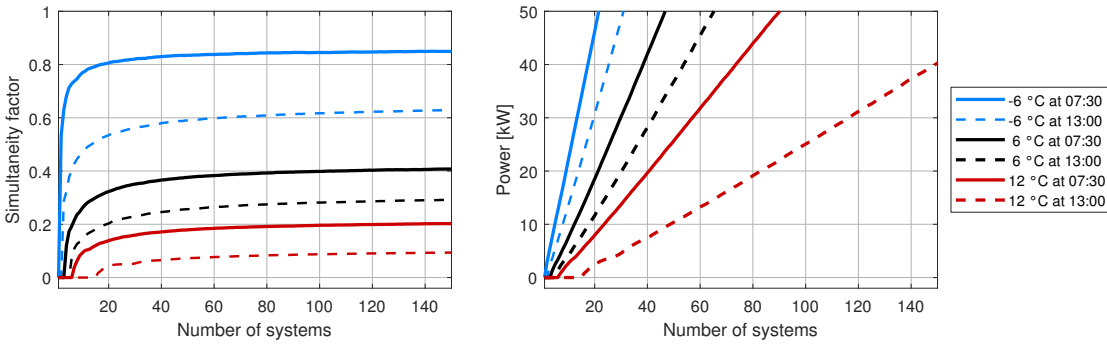 Simultaneity factor
1
0.8
0.6
0.4
0.2
0
20 40 60 80 100 120 140
Number of systems
Power [kW]
50
40
30
20
10
0
20 40 60 80 100 120 140
Number of systems
-6 °C at 07:30
-6 °C at 13:00
6 °C at 07:30
6 °C at 13:00
12 °C at 07:30
12 °C at 13:00